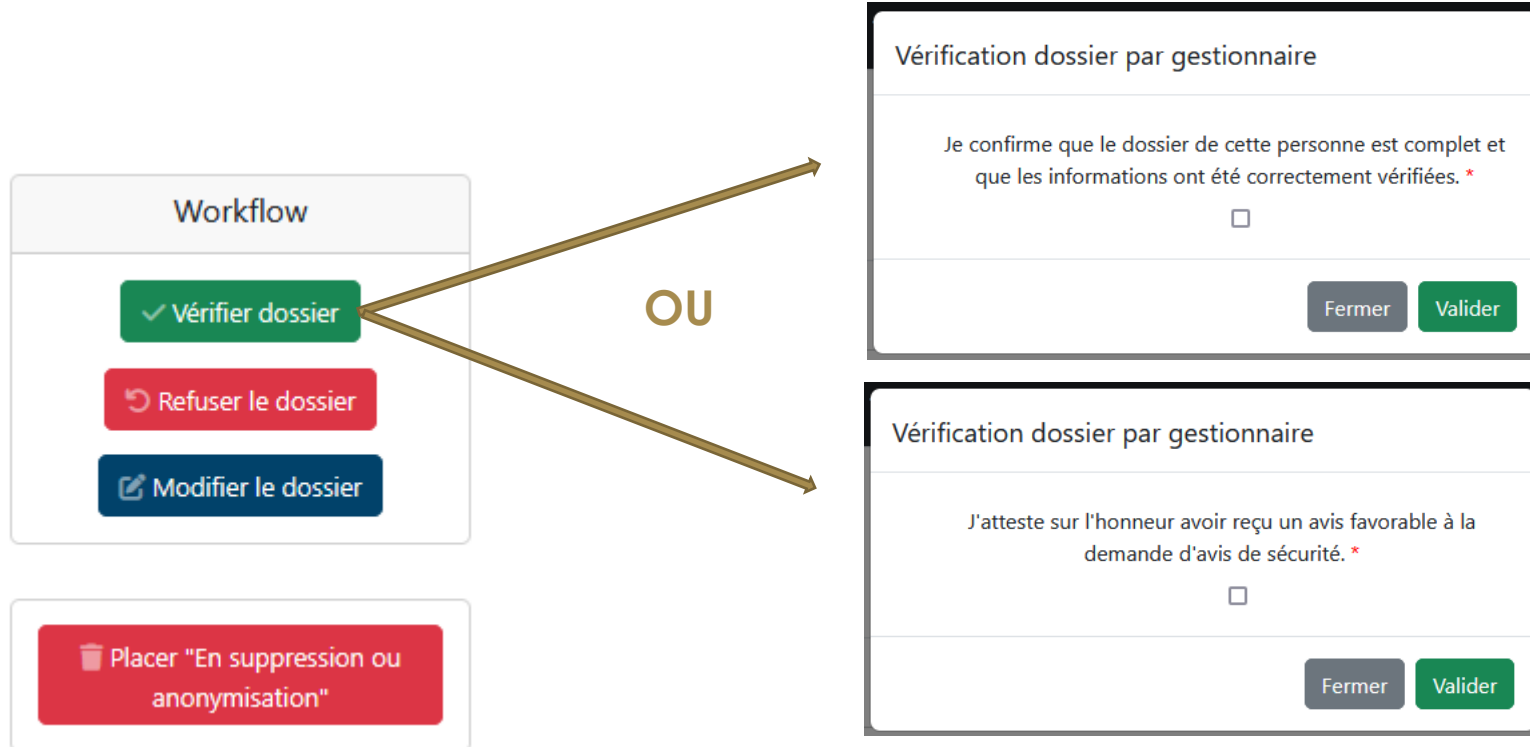 Workflow
Vérifier dossier
Refuser le dossier
Modifier le dossier
Placer "En suppression ou
anonymisation"
OU
Vérification dossier par gestionnaire
Je confirme que le dossier de cette personne est complet et
que les informations ont été correctement vérifiées. *
Fermer Valider
Vérification dossier par gestionnaire
J'atteste sur l'honneur avoir reçu un avis favorable à la
demande d'avis de sécurité. *
Fermer Valider